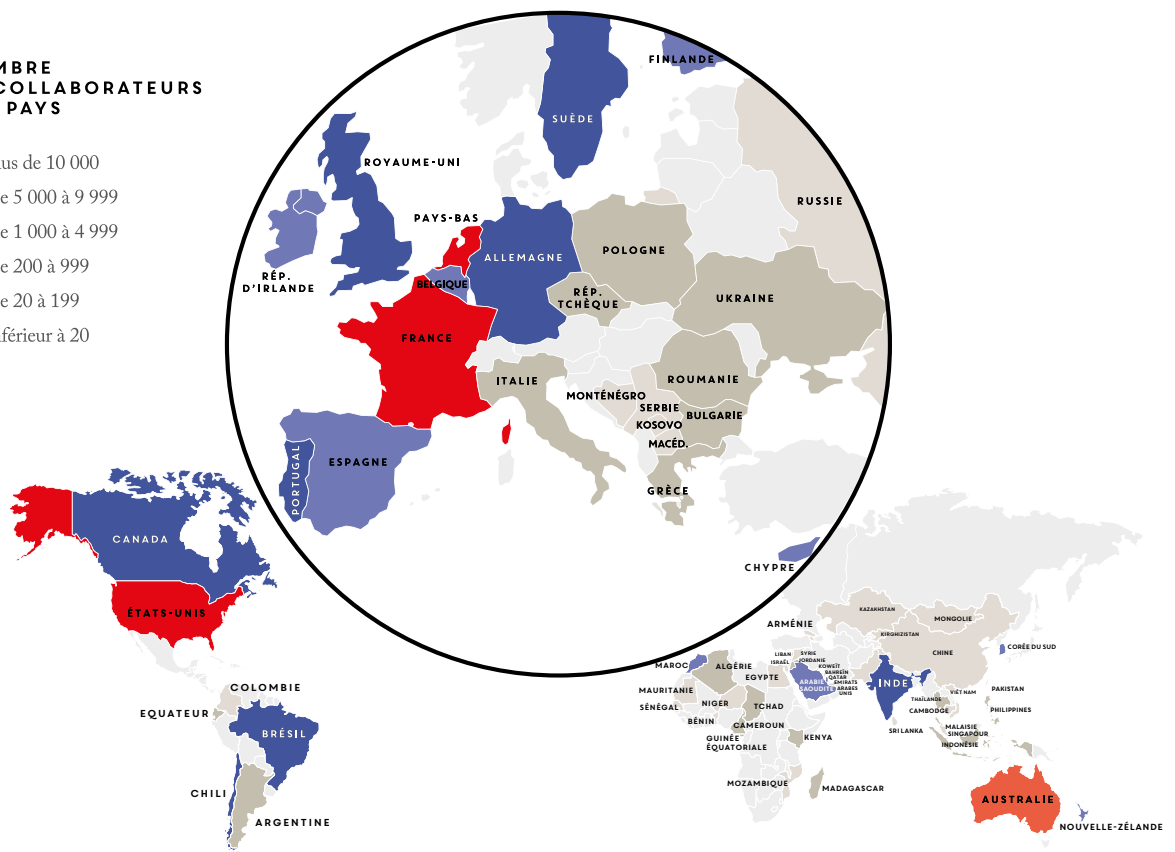 MBRE
COLLABORATEURS
PAYS
lus de 10 000
e 5 000 à 9 999
e 1 000 à 4 999
e 200 à 999
e 20 à 199
férieur à 20
FINLANDE
SUÈDE
ROYAUME-UNI
RUSSIE
PAYS-BAS
POLOGNE
ALLEMAGNE
RÉP.
D'IRLANDE
BELGIQUE
RÉP.
TCHÈQUE
UKRAINE
FRANCE
ITALIE
ROUMANIE
MONTÉNÉGRO
SERBIE
BULGARIE
KOSOVO
MACÉD.
ESPAGNE
PORTUGAL
GRÈCE
CHYPRE
CANADA
ÉTATS-UNIS
COLOMBIE
EQUATEUR
BRÉSIL
CHILI
ARGENTINE
KAZAKHSTAN
MONGOLIE
ARMÉNIE
KIRGHIZISTAN
CORÉE DU SUD
CHINE
LIBAN
SYRIE
ISRAËL
JORDANIE
MAROC
ALGÉRIE
KOWEÏT
BAHREÏN
EGYPTE
QATAR
ARABIE
SAOUDITE
EMIRATS
ARABES
UNIS
INDE
MAURITANIE
VIÊT NAM
PAKISTAN
THAÏLANDE
SÉNÉGAL
NIGER
TCHAD
CAMBODGE
PHILIPPINES
BÉNIN
CAMEROUN
SRI LANKA
MALAISIE
SINGAPOUR
GUINÉE
ÉQUATORIALE
KENYA
INDONÉSIE
MOZAMBIQUE
MADAGASCAR
AUSTRALIE
NOUVELLE-ZÉLANDE